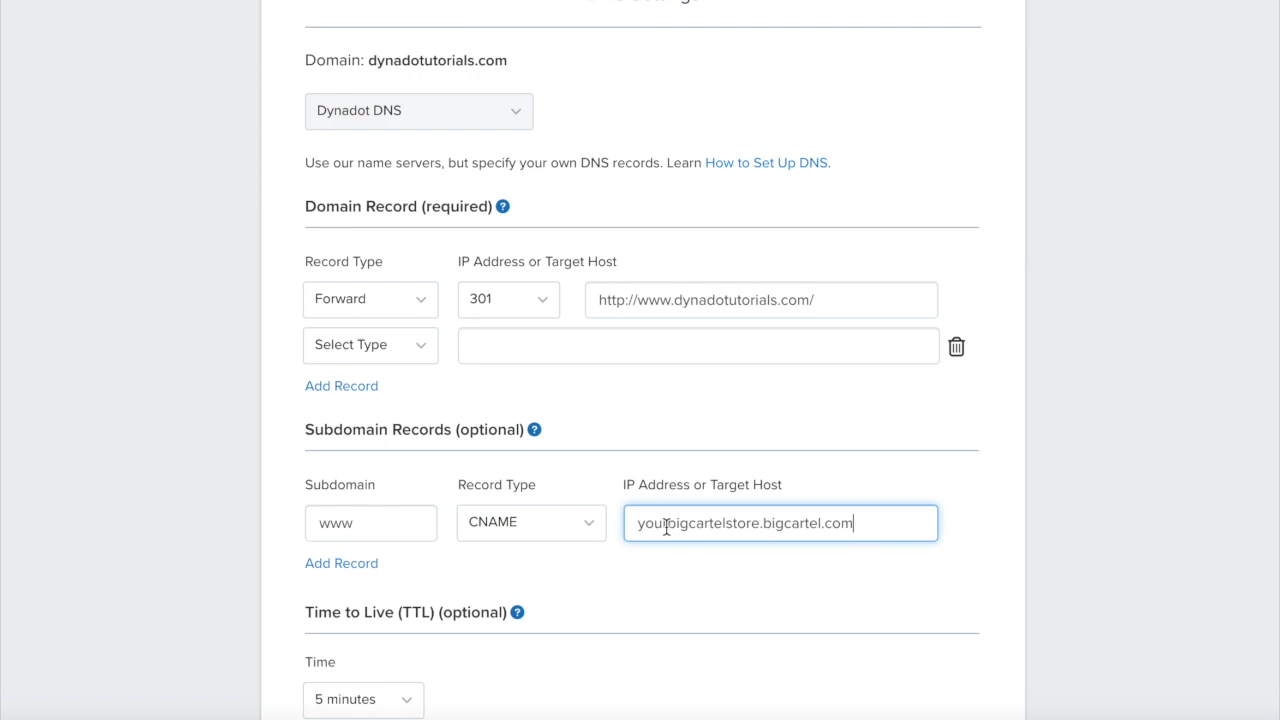 Domain: dynadotutorials.com
Dynadot DNS
Use our name servers, but specify your own DNS records. Learn How to Set Up DNS.
Domain Record (required) ?
Record Type IP Address or Target Host
Forward 301 http://www.dynadotutorials.com/
Select Type
Add Record
Subdomain Records (optional) ?
Subdomain Record Type IP Address or Target Host
www CNAME yourbigcartelstore.bigcartel.com
Add Record
Time to Live (TTL) (optional) ?
Time
5 minutes